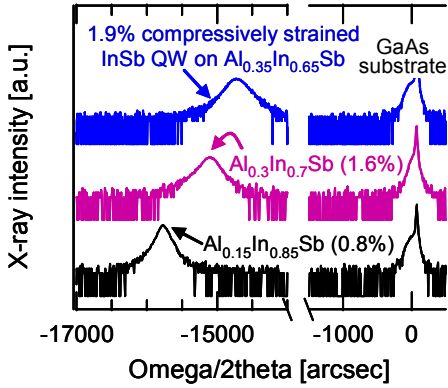 1.9% compressively strained
InSb QW on Al0.35In0.65Sb
GaAs
substrate
Al0.3In0.7Sb (1.6%)
Al0.15In0.85Sb (0.8%)
X-ray intensity [a.u.]
-17000 -15000 -1000 0
Omega/2theta [arcsec]